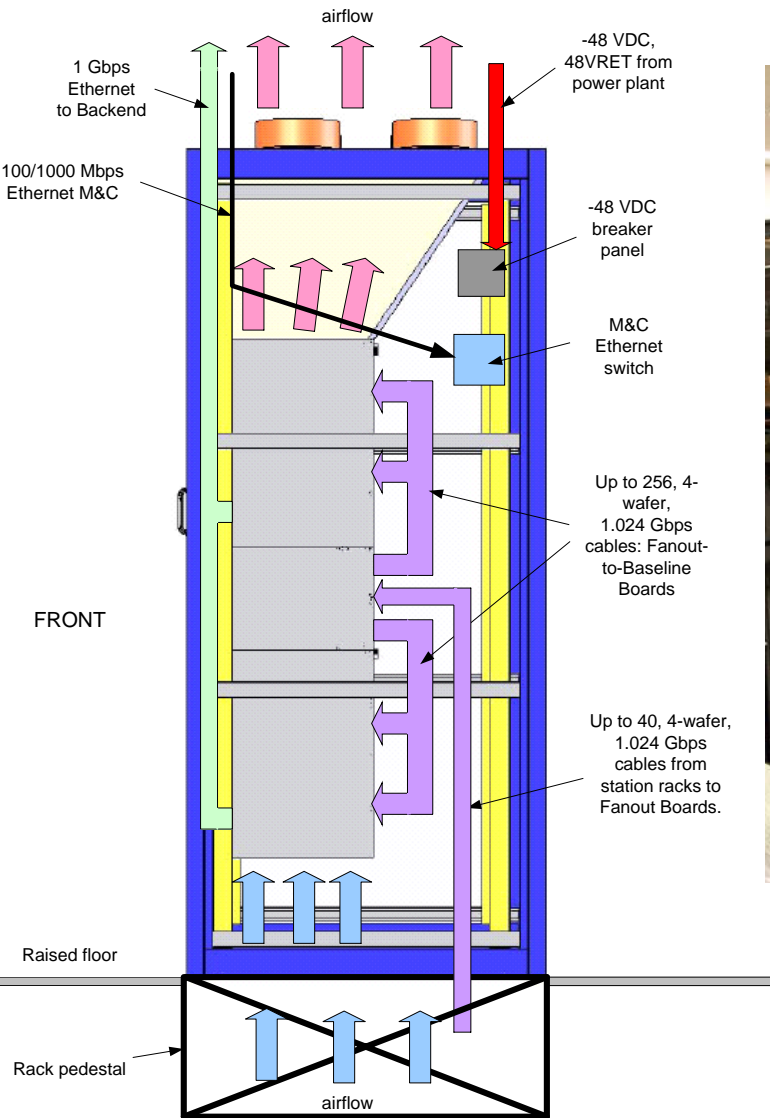 airflow
-48 VDC,
48VRET from
power plant
1 Gbps
Ethernet
to Backend
100/1000 Mbps
Ethernet M&C
-48 VDC
breaker
panel
M&C
Ethernet
switch
Up to 256, 4-
wafer,
1.024 Gbps
cables: Fanout-
to-Baseline
Boards
FRONT
Up to 40, 4-wafer,
1.024 Gbps
cables from
station racks to
Fanout Boards.
Raised floor
Rack pedestal
airflow